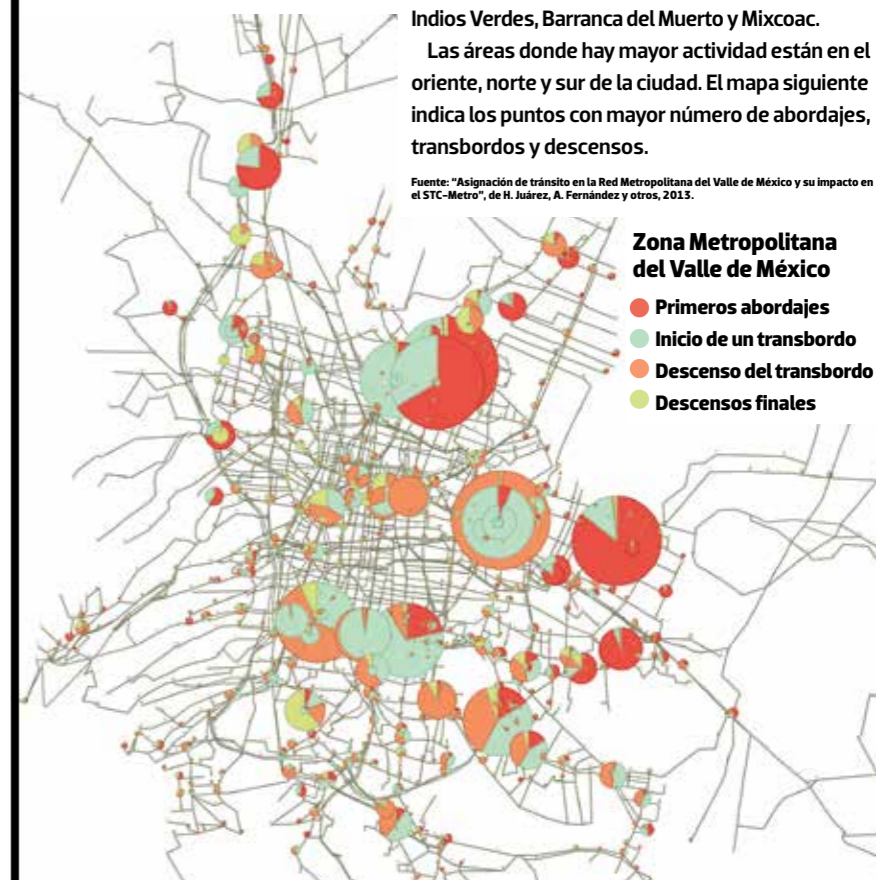 Indios Verdes, Barranca del Muerto y Mixcoac.
Las áreas donde hay mayor actividad están en el
oriente, norte y sur de la ciudad. El mapa siguiente
indica los puntos con mayor número de abordajes,
transbordos y descensos.
Fuente: “Asignación de tránsito en la Red Metropolitana del Valle de México y su impacto en
el STC-Metro”, de H. Juárez, A. Fernández y otros, 2013.
Zona Metropolitana
del Valle de México
Primeros abordajes
Inicio de un transbordo
Descenso del transbordo
Descensos finales